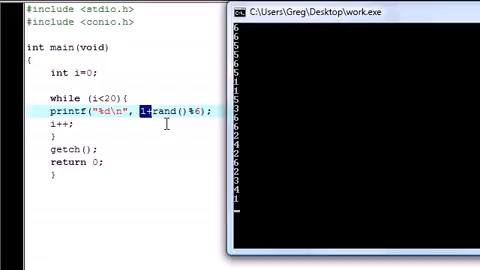 #include <stdio.h>
#include <conio.h>
int main(void)
{
int i=0;
while (i<20){
printf("%d\n", 1+rand()%6);
i++;
}
getch();
return 0;
}
C:\Users\Greg\Desktop\work.exe
6
6
5
5
6
5
1
1
5
3
6
6
2
4
2
6
2
3
4
1